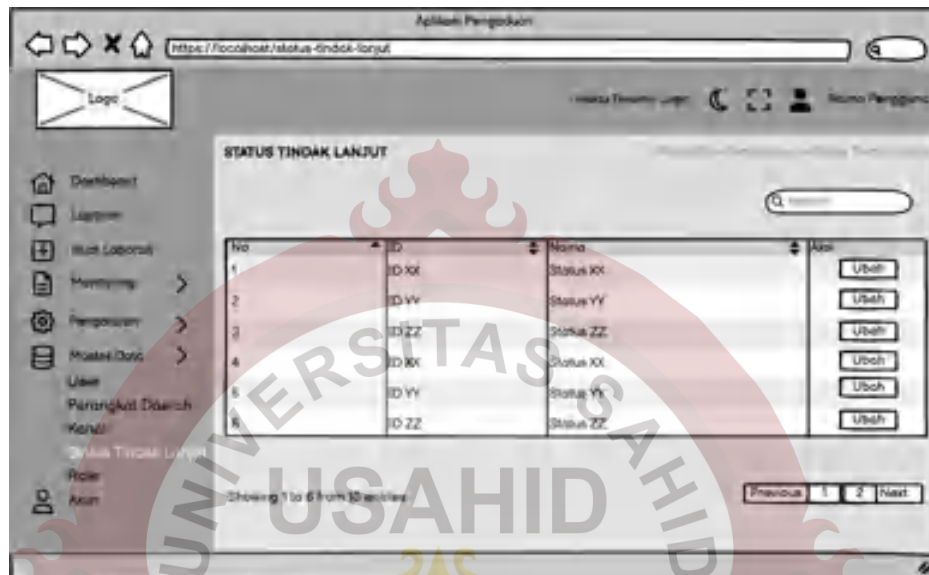 Aplikasi Pengaduan
https://localhost/status-tindak-lanjut
Logo
Nama Pengguna
STATUS TINDAK LANJUT
Dashboard
Laporan
Buat Laporan
Monitoring
Pengaturan
Master Data
User
Perangkat Daerah
Kanal
Status Tindak Lanjut
Role
Akun
Search
No ID Nama Aksi
1 ID XX Status XX Ubah
2 ID YY Status YY Ubah
3 ID ZZ Status ZZ Ubah
4 ID XX Status XX Ubah
5 ID YY Status YY Ubah
6 ID ZZ Status ZZ Ubah
Showing 1 to 6 from 10 entries
Previous 1 2 Next
UNIVERSITAS SAHID
USAHID